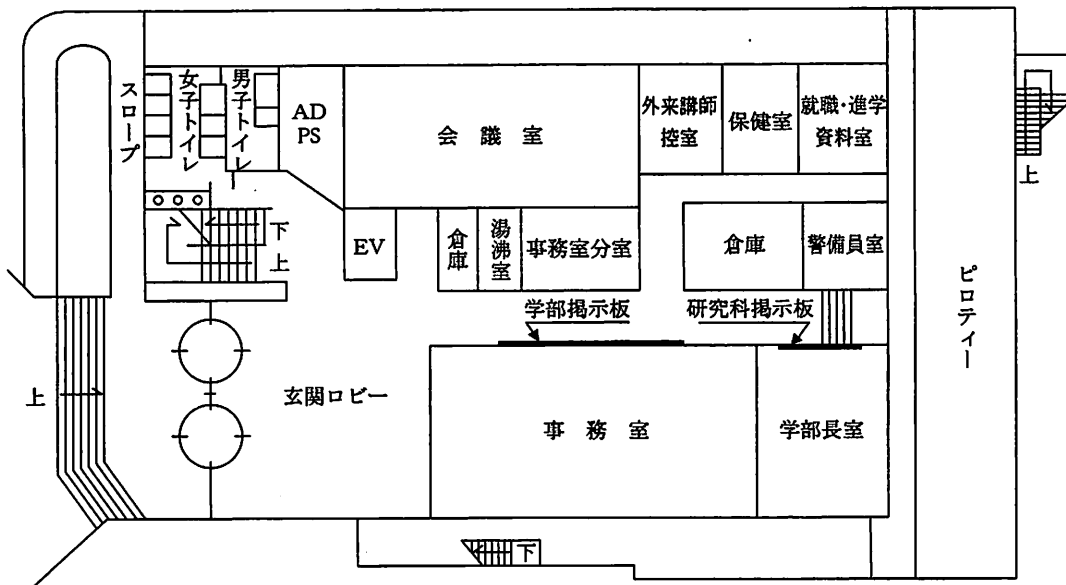 スロープ
女子トイレ
男子トイレ
AD
PS
会議室
外来講師
控室
保健室
就職・進学
資料室
上
下
上
EV
倉庫
湯沸室
事務室分室
倉庫
警備員室
ピロティー
学部掲示板
研究科掲示板
上
玄関ロビー
事務室
学部長室
下